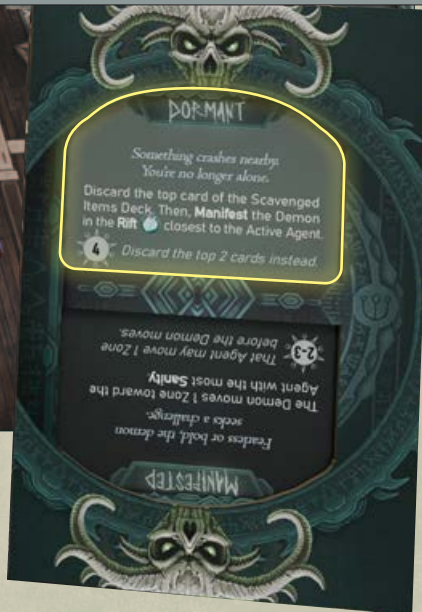 DORMANT
Something crashes nearby.
You're no longer alone.
Discard the top card of the Scavenged
Items Deck. Then, Manifest the Demon
in the Rift closest to the Active Agent.
4 Discard the top 2 cards instead.
MANIFESTED
Fearless or bold, the demon
seeks a challenge.
The Demon moves 1 Zone toward the
Agent with the most Sanity.
2-3 That Agent may move 1 Zone
before the Demon moves.